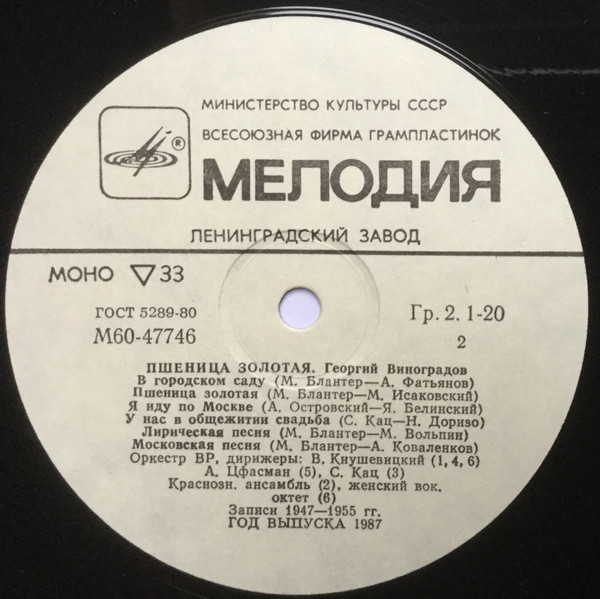 МИНИСТЕРСТВО КУЛЬТУРЫ СССР
ВСЕСОЮЗНАЯ ФИРМА ГРАМПЛАСТИНОК
®
МЕЛОДИЯ
ЛЕНИНГРАДСКИЙ ЗАВОД
МОНО ▽ 33
ГОСТ 5289-80
Гр. 2. 1-20
М60-47746
2
ПШЕНИЦА ЗОЛОТАЯ. Георгий Виноградов
В городском саду (М. Блантер—А. Фатьянов)
Пшеница золотая (М. Блантер—М. Исаковский)
Я иду по Москве (А. Островский—Я. Белинский)
У нас в общежитии свадьба (С. Кац—Н. Доризо)
Лирическая песня (М. Блантер—М. Вольпин)
Московская песня (М. Блантер—А. Коваленков)
Оркестр ВР, дирижеры: В. Кнушевицкий (1, 4, 6)
А. Цфасман (5), С. Кац (3)
Краснозн. ансамбль (2), женский вок.
октет (6)
Записи 1947—1955 гг.
ГОД ВЫПУСКА 1987